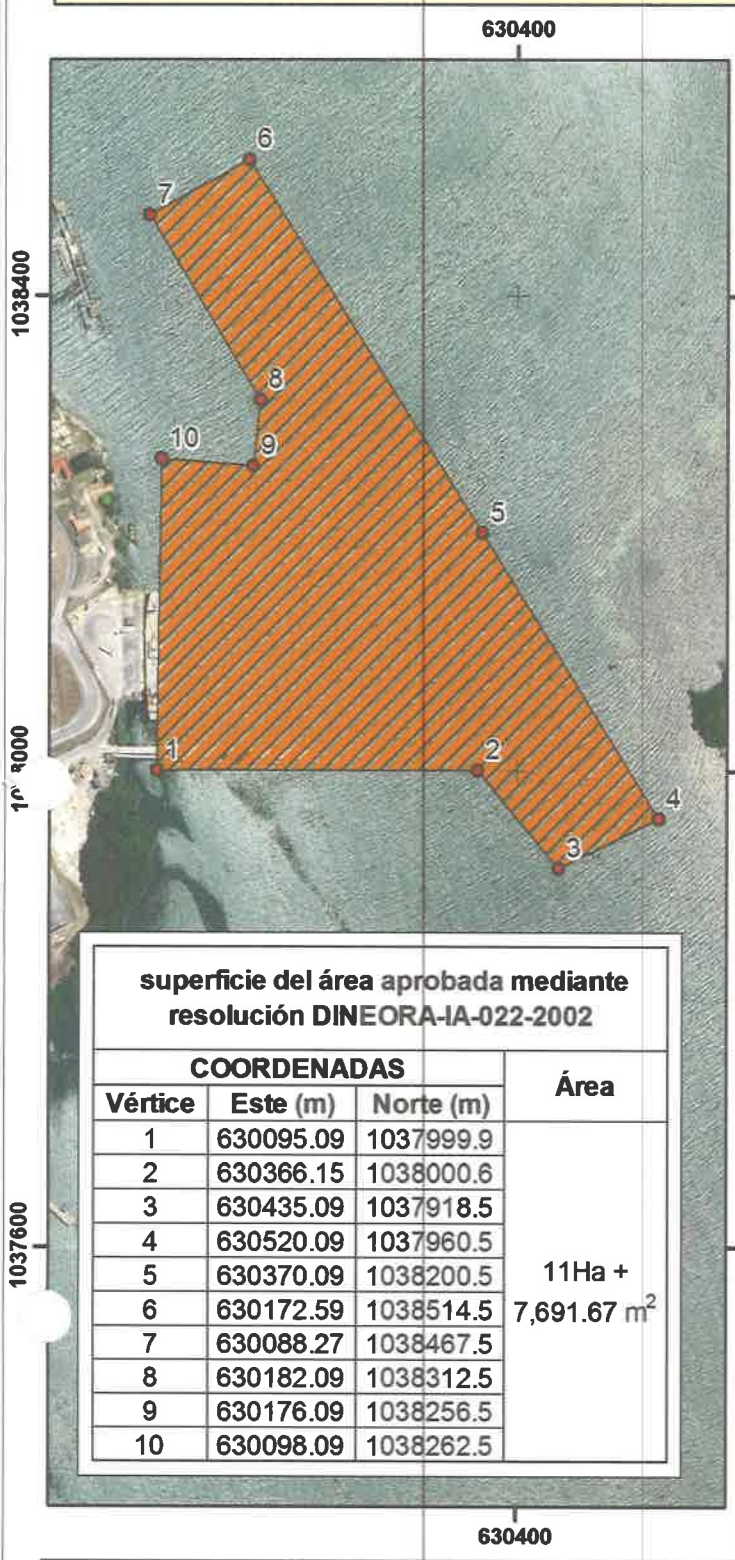 630400
6
7
1038400
8
10
9
5
1
2
4
3
superficie del área aprobada mediante
resolución DINEORA-IA-022-2002
COORDENADAS
Área
Vértice Este (m) Norte (m)
1 630095.09 1037999.9
2 630366.15 1038000.6
3 630435.09 1037918.5
4 630520.09 1037960.5
5 630370.09 1038200.5
6 630172.59 1038514.5
7 630088.27 1038467.5
8 630182.09 1038312.5
9 630176.09 1038256.5
10 630098.09 1038262.5
11Ha +
7,691.67 m²
1037600
630400